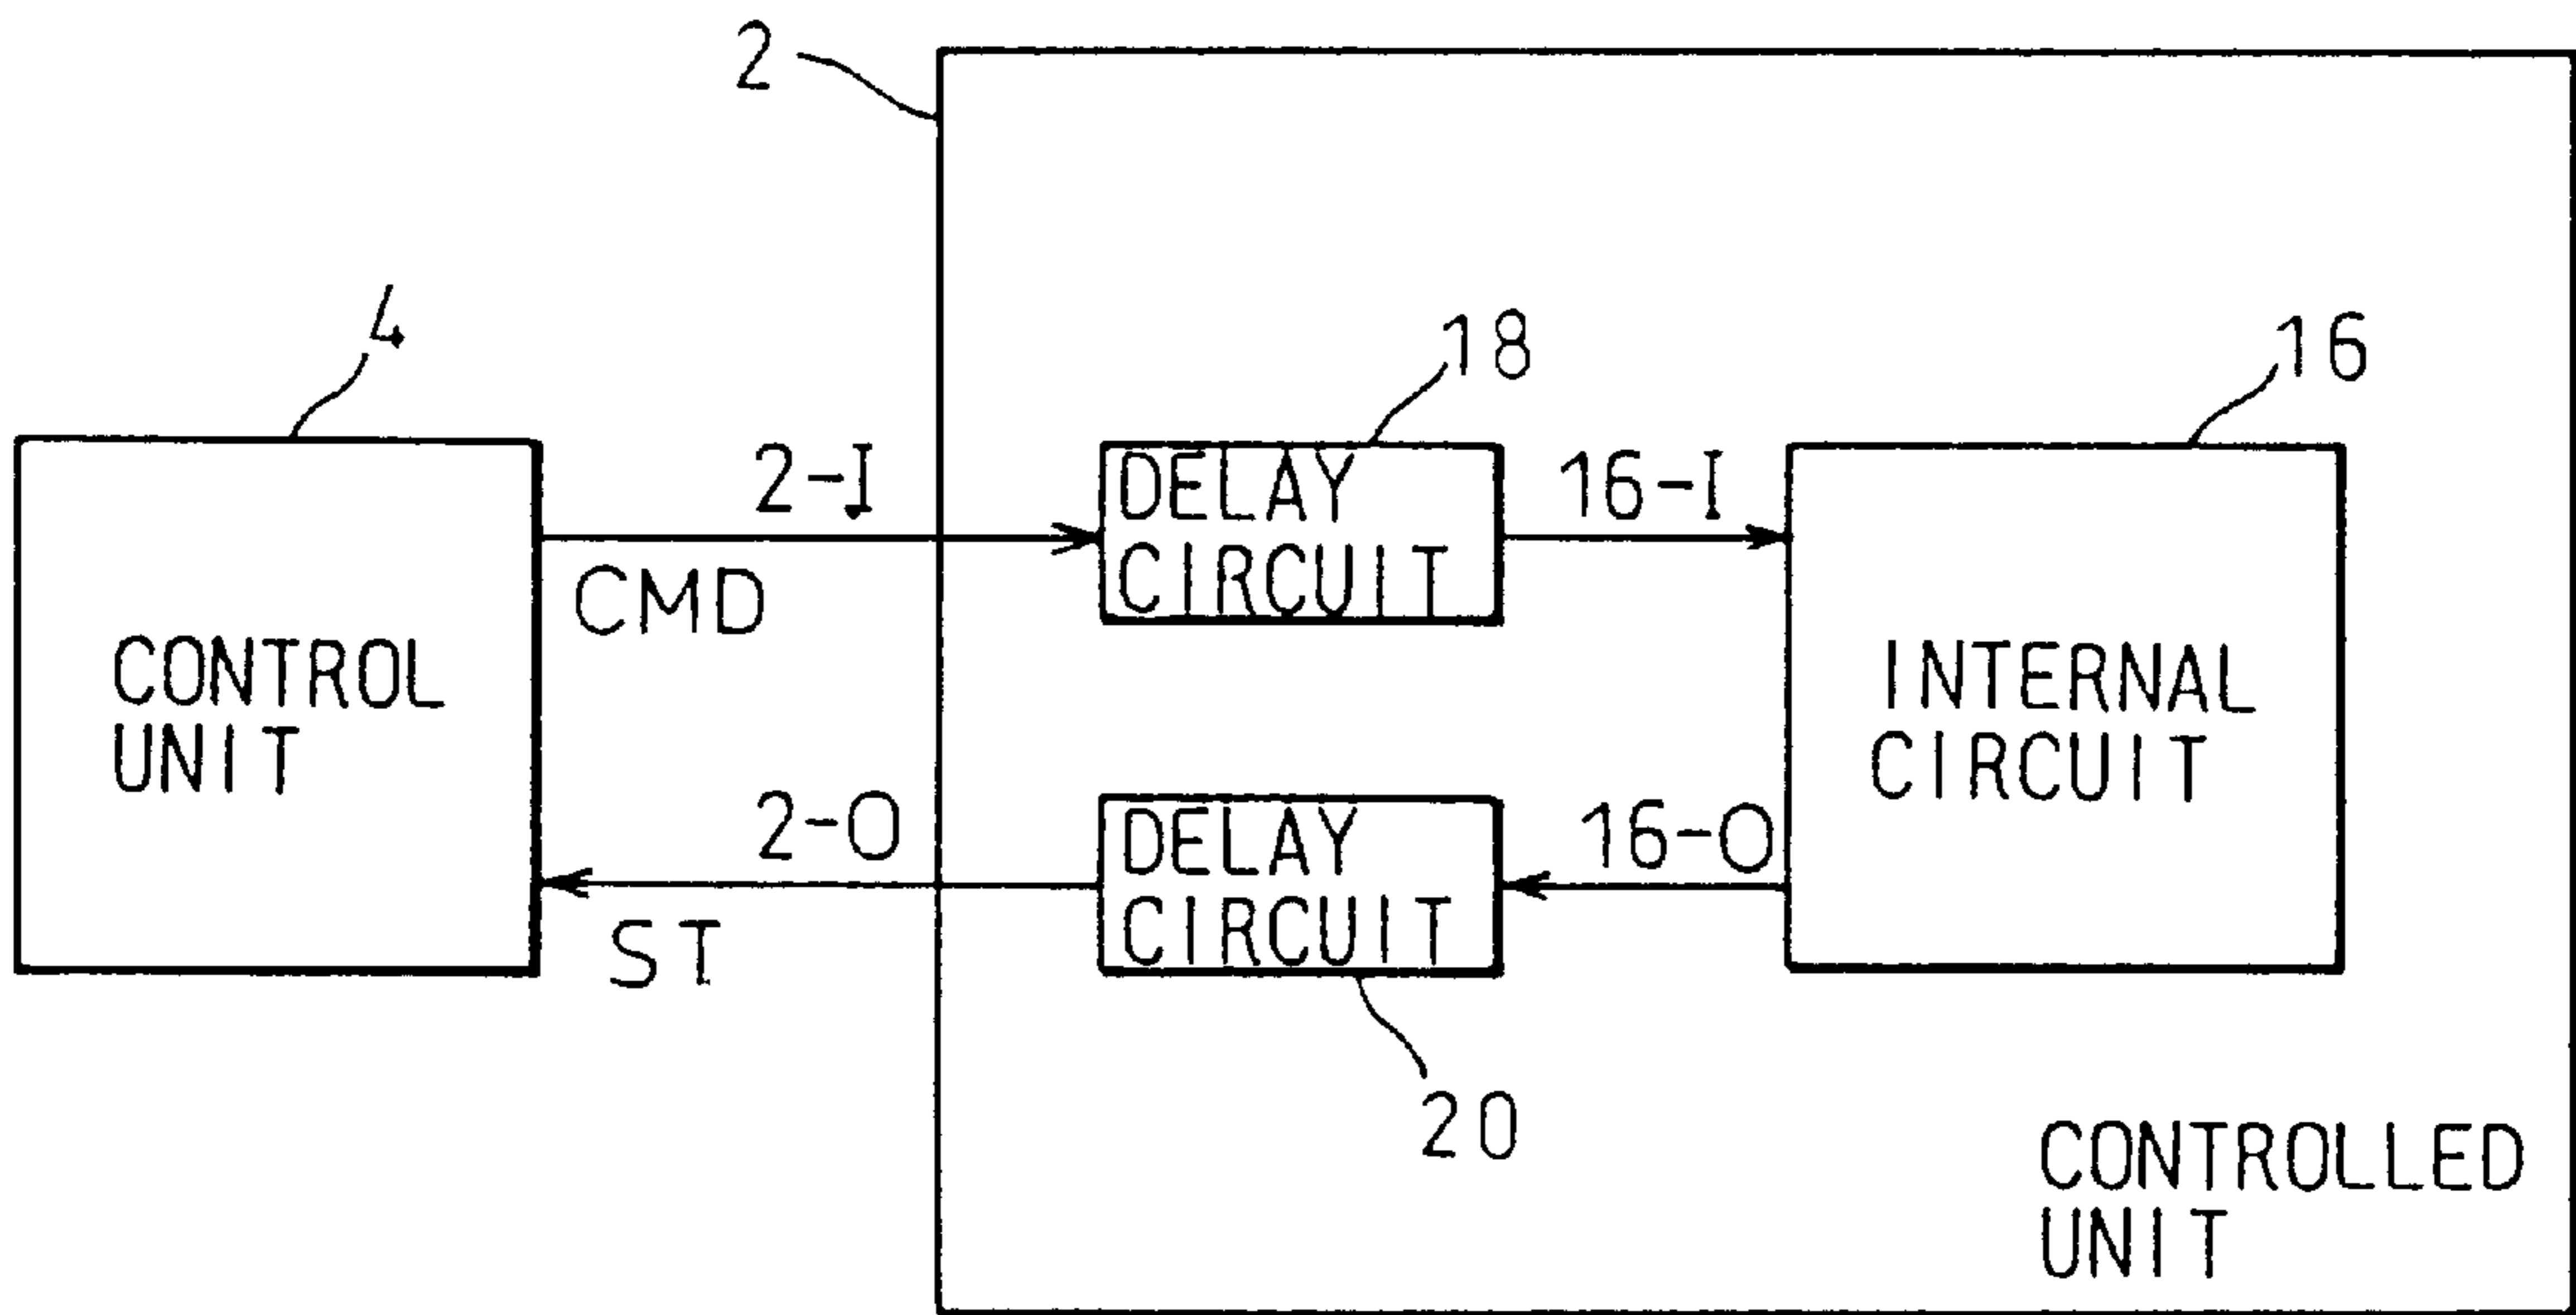 2
4
18
16
2-I
DELAY
CIRCUIT
16-I
CMD
CONTROL
UNIT
INTERNAL
CIRCUIT
2-O
DELAY
CIRCUIT
16-O
ST
20
CONTROLLED
UNIT